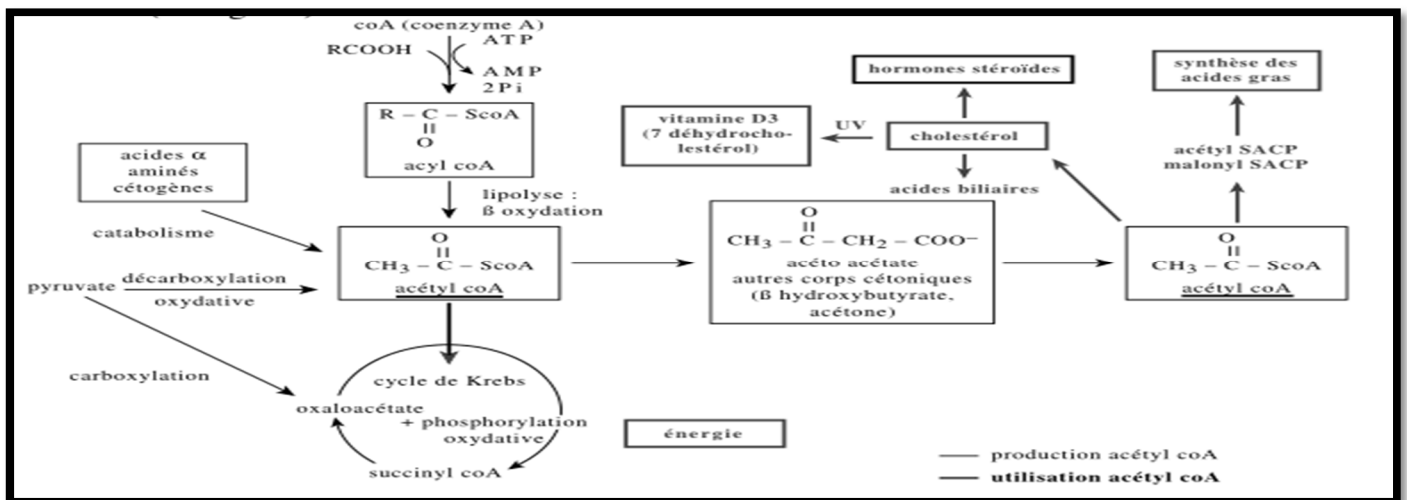 coA (coenzyme A)
RCOOH
ATP
AMP
2Pi
R – C – ScoA
O
acyl coA
lipolyse :
ß oxydation
acides α
aminés
cétogènes
catabolisme
pyruvate
décarboxylation
oxydative
carboxylation
O
CH₃ – C – ScoA
acétyl coA
cycle de Krebs
oxaloacétate
+ phosphorylation
oxydative
succinyl coA
énergie
hormones stéroïdes
vitamine D3
(7 déhydrocho-
lestérol)
UV
cholestérol
acides biliaires
O
CH₃ – C – CH₂ – COO⁻
acéto acétate
autres corps cétoniques
(ß hydroxybutyrate,
acétone)
synthèse des
acides gras
acétyl SACP
malonyl SACP
O
CH₃ – C – ScoA
acétyl coA
production acétyl coA
utilisation acétyl coA